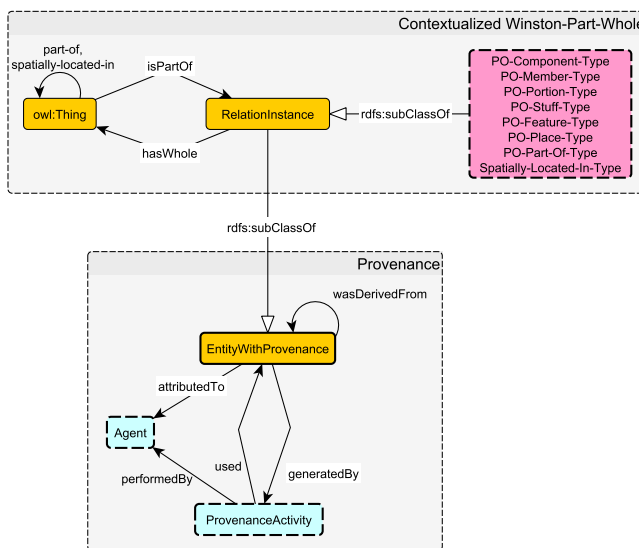 Contextualized Winston-Part-Whole
part-of,
spatially-located-in
isPartOf
owl:Thing
RelationInstance
rdfs:subClassOf
hasWhole
PO-Component-Type
PO-Member-Type
PO-Portion-Type
PO-Stuff-Type
PO-Feature-Type
PO-Place-Type
PO-Part-Of-Type
Spatially-Located-In-Type
rdfs:subClassOf
Provenance
wasDerivedFrom
EntityWithProvenance
attributedTo
Agent
used
generatedBy
performedBy
ProvenanceActivity